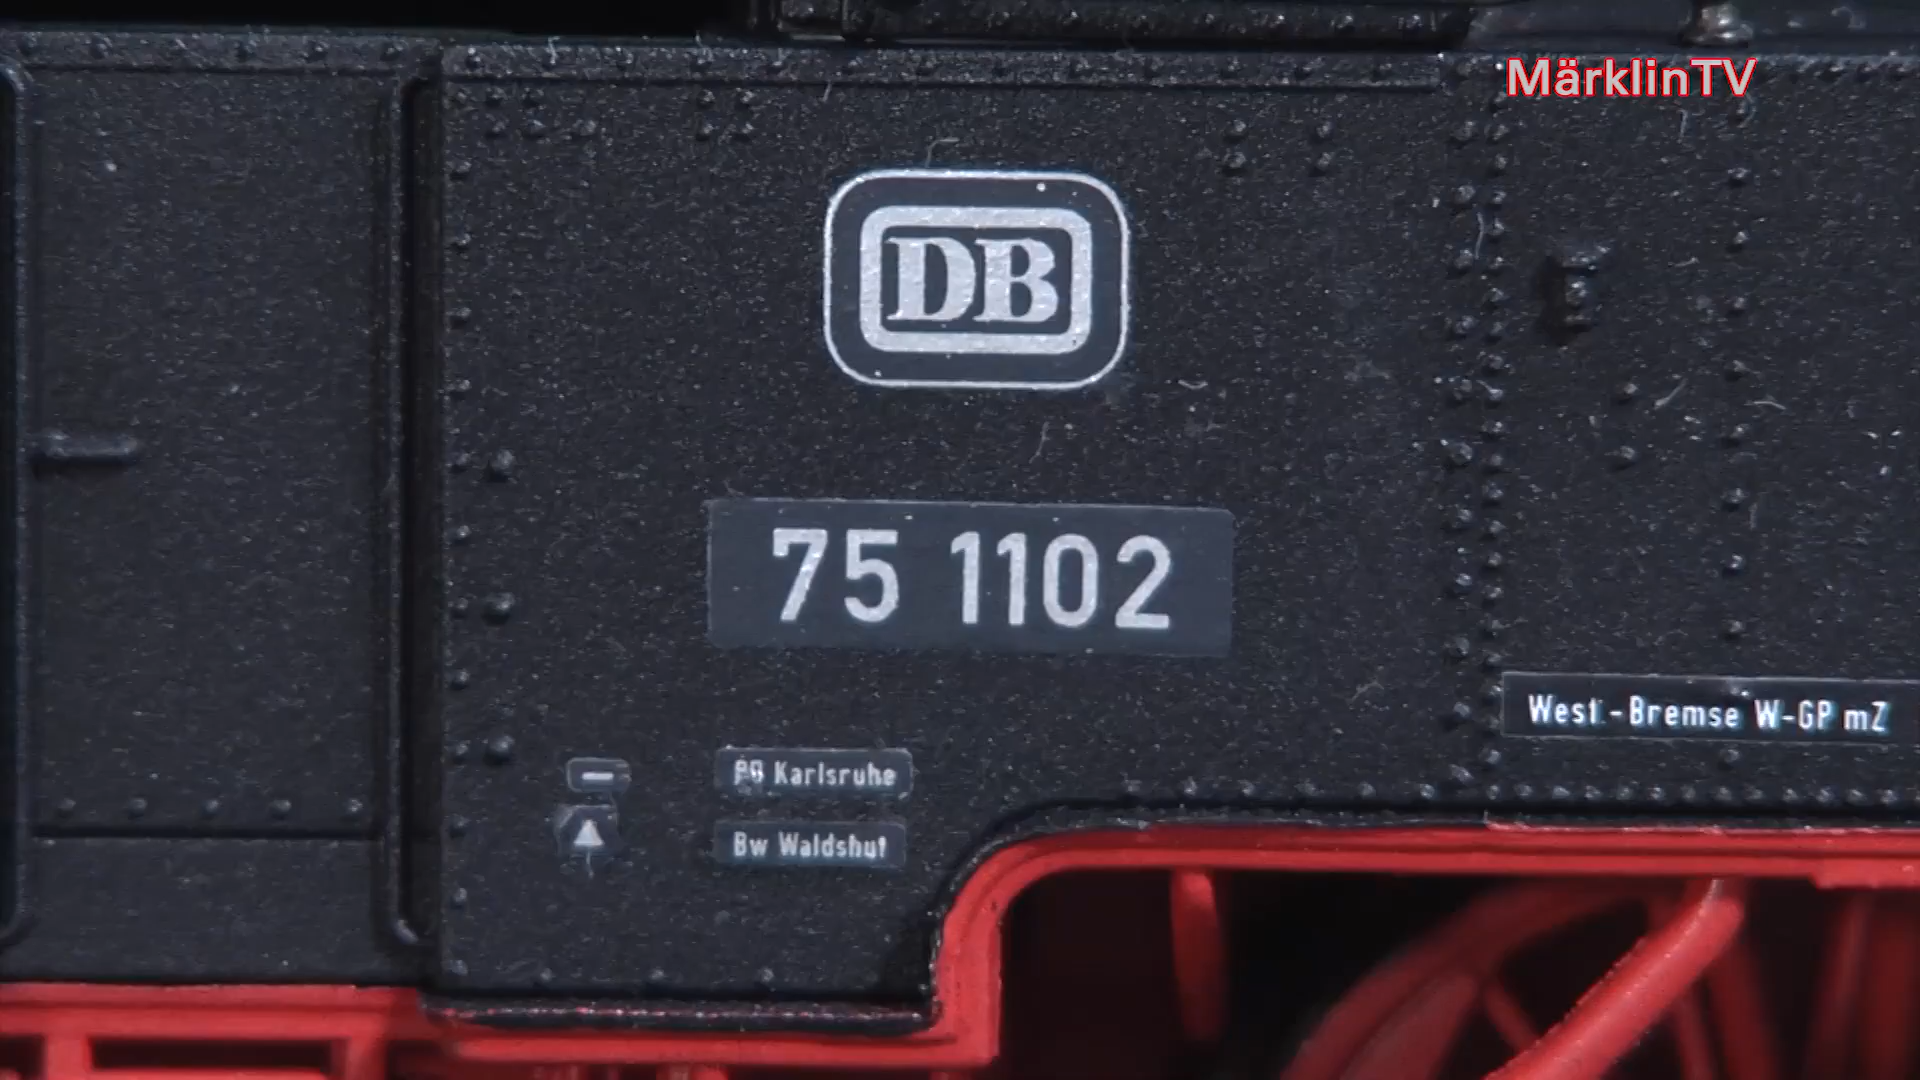 MärklinTV
DB
75 1102
West.-Bremse W-GP mZ
Karlsruhe
Bw Waldshut